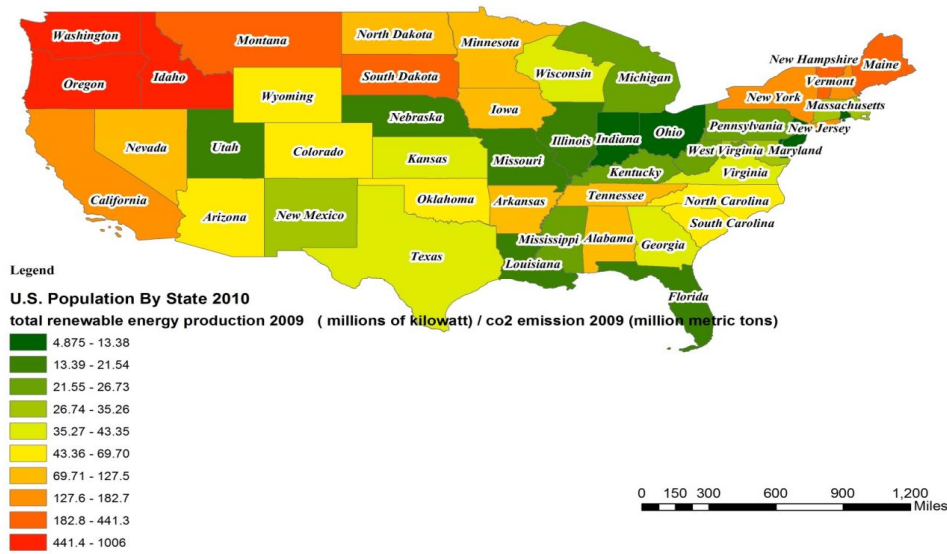 Washington
Montana
North Dakota
Minnesota
New Hampshire
Maine
Oregon
Idaho
South Dakota
Wisconsin
Michigan
Vermont
Wyoming
Iowa
New York
Massachusetts
Nebraska
Illinois
Indiana
Ohio
Pennsylvania
New Jersey
Nevada
Utah
Colorado
Kansas
Missouri
West Virginia
Maryland
Kentucky
Virginia
California
Arizona
New Mexico
Oklahoma
Arkansas
Tennessee
North Carolina
South Carolina
Texas
Mississippi
Alabama
Georgia
Louisiana
Florida
Legend
U.S. Population By State 2010
total renewable energy production 2009 ( millions of kilowatt) / co2 emission 2009 (million metric tons)
4.875 - 13.38
13.39 - 21.54
21.55 - 26.73
26.74 - 35.26
35.27 - 43.35
43.36 - 69.70
69.71 - 127.5
127.6 - 182.7
182.8 - 441.3
441.4 - 1006
0 150 300 600 900 1,200
Miles